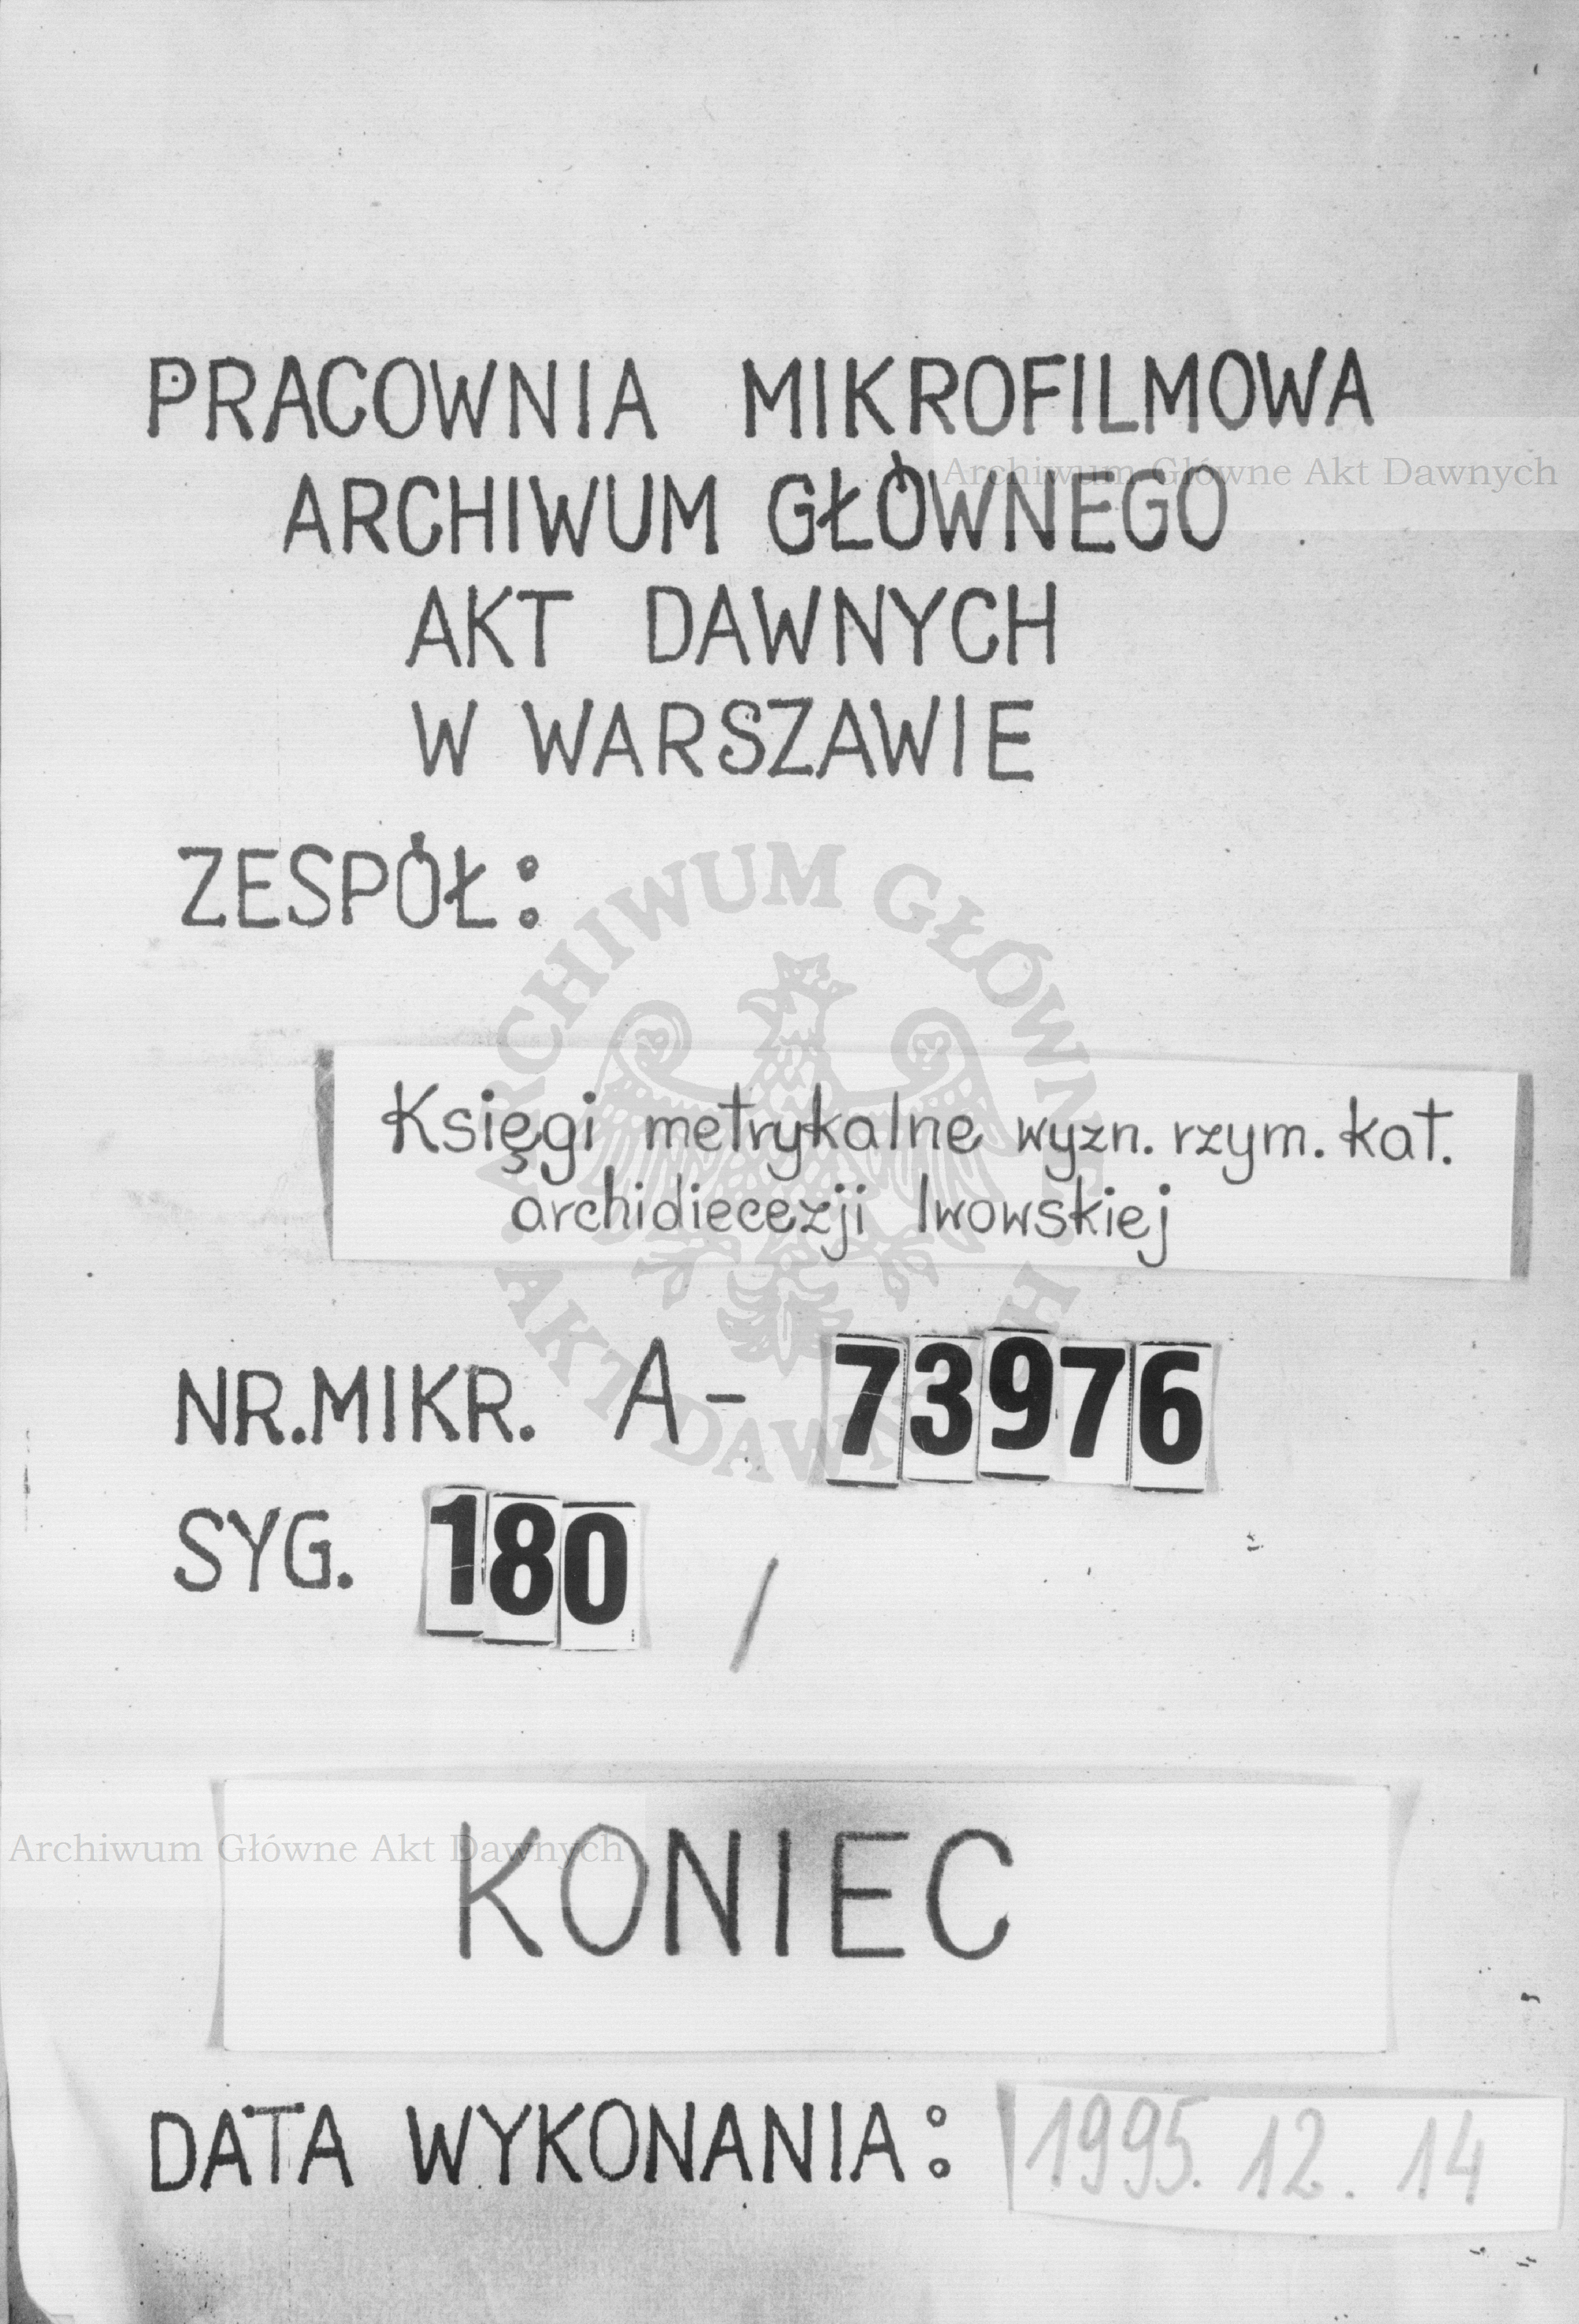 PRACOWNIA MIKROFILMOWA
Archiwum Główne Akt Dawnych
ARCHIWUM GŁÓWNEGO
AKT DAWNYCH
W WARSZAWIE
ZESPÓŁ:
ARCHIWUM GŁÓWNE
Księgi metrykalne wyzn. rzym. kat.
archidiecezji lwowskiej
AKT DAWNYCH
NR.MIKR. A- 73976
SYG. 180 /
KONIEC
Archiwum Główne Akt Dawnych
DATA WYKONANIA: 1995. 12. 14